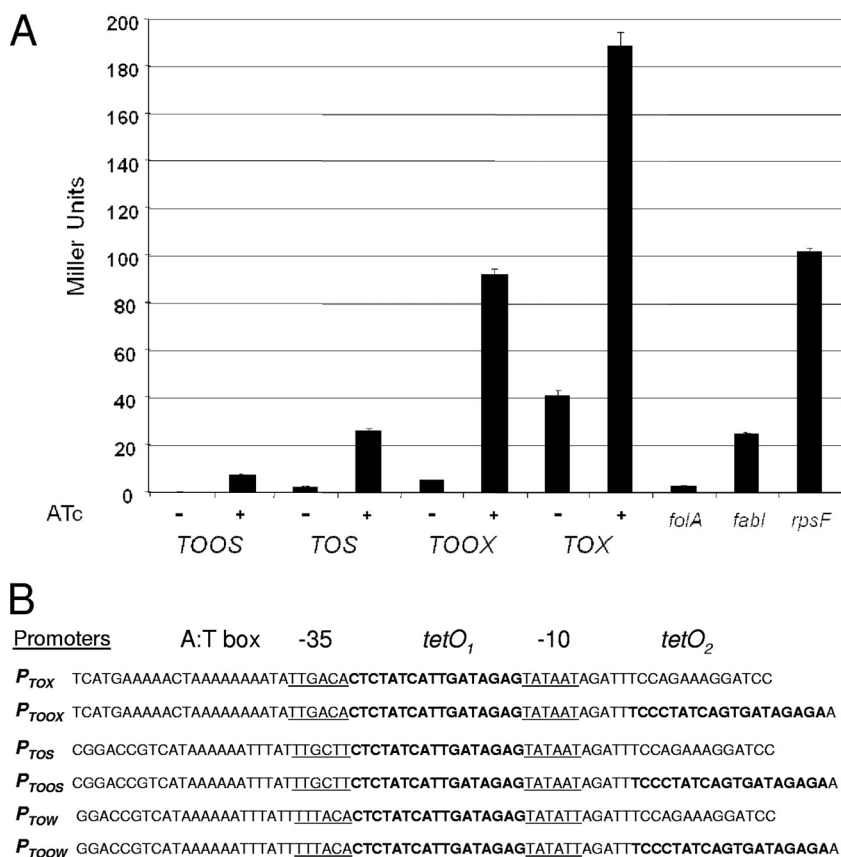 A
Miller Units
200
180
160
140
120
100
80
60
40
20
0
ATc - + - + - + - + folA fabI rpsF
TOOS TOS TOOX TOX
B
Promoters A:T box -35 tetO1 -10 tetO2
PTOX TCATGAAAAACTAAAAAAAATATTGACACTCTATCATTGATAGAGTATAATAGATTTCCAGAAAGGATCC
PTOOX TCATGAAAAACTAAAAAAAATATTGACACTCTATCATTGATAGAGTATAATAGATTTCCCTATCAGTGATAGAGAA
PTOS CGGACCGTCATAAAAAATTTATTTGCTTCTCTATCATTGATAGAGTATAATAGATTTCCAGAAAGGATCC
PTOOS CGGACCGTCATAAAAAATTTATTTGCTTCTCTATCATTGATAGAGTATAATAGATTTCCCTATCAGTGATAGAGAA
PTOW GGACCGTCATAAAAAATTTATTTTTACACTCTATCATTGATAGAGTATATTAGATTTCCAGAAAGGATCC
PTOOW GGACCGTCATAAAAAATTTATTTTTACACTCTATCATTGATAGAGTATATTAGATTTCCCTATCAGTGATAGAGAA